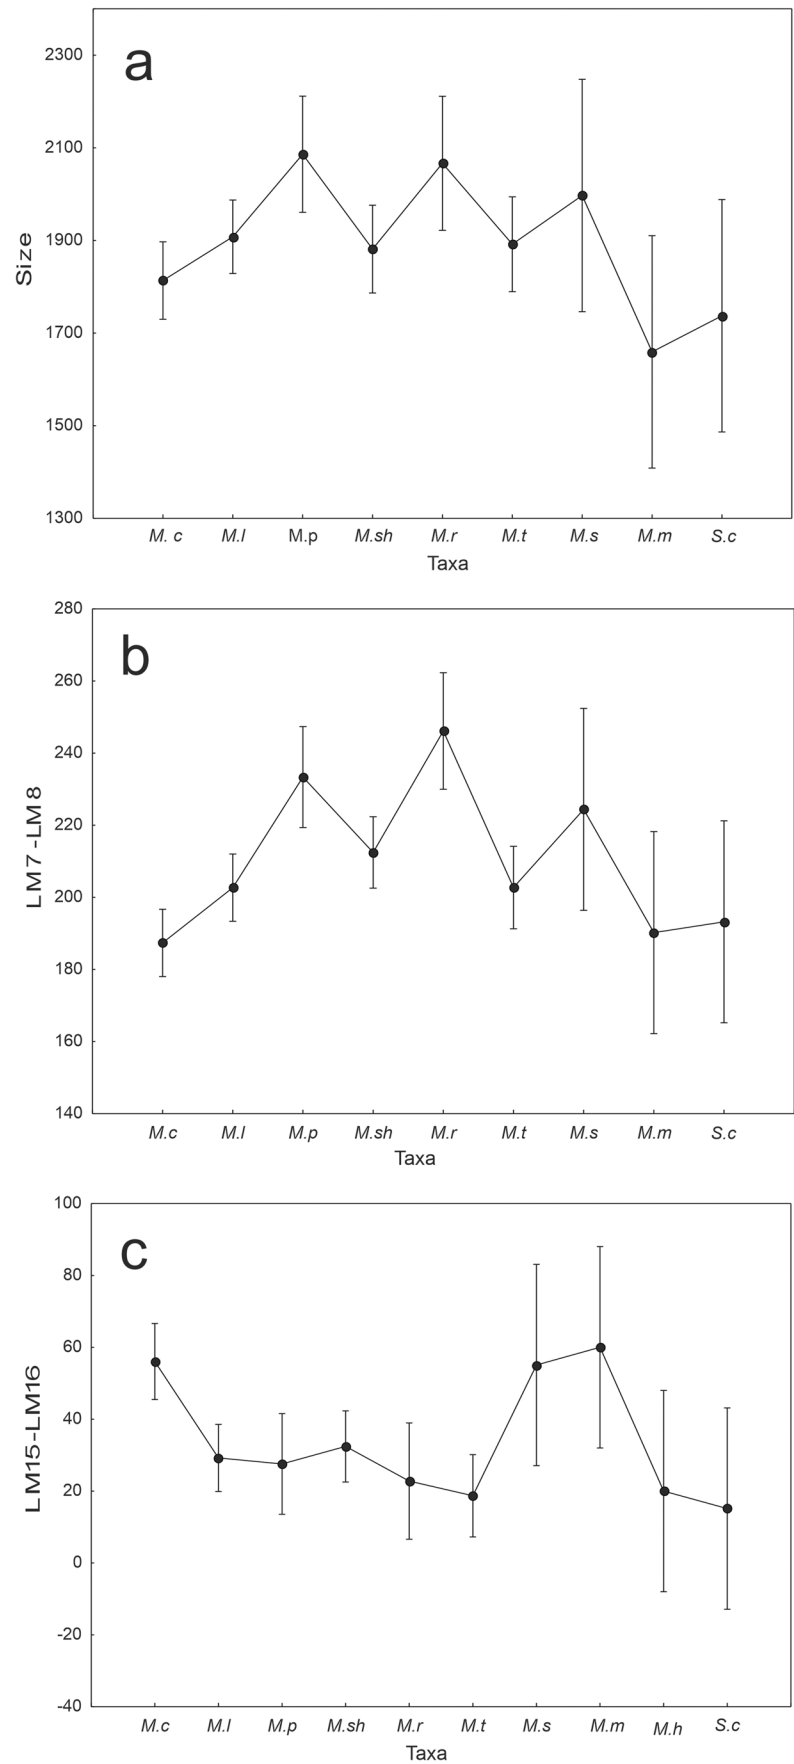 a
2300
2100
1900
1700
1500
1300
Size
M. c M.l M.p M.sh M.r M.t M.s M.m S.c
Taxa
b
280
260
240
220
200
180
160
140
LM7-LM8
M.c M.l M.p M.sh M.r M.t M.s M.m S.c
Taxa
c
100
80
60
40
20
0
-20
-40
LM15-LM16
M.c M.l M.p M.sh M.r M.t M.s M.m M.h S.c
Taxa